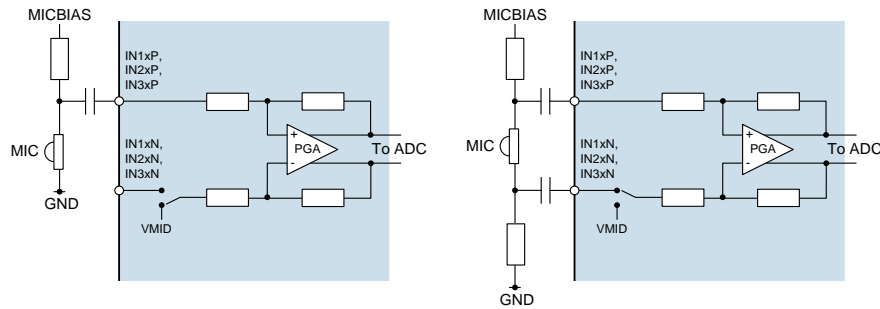 MICBIAS
IN1xP,
IN2xP,
IN3xP
MIC
IN1xN,
IN2xN,
IN3xN
+
PGA
-
To ADC
GND
VMID
MICBIAS
IN1xP,
IN2xP,
IN3xP
MIC
IN1xN,
IN2xN,
IN3xN
+
PGA
-
To ADC
VMID
GND